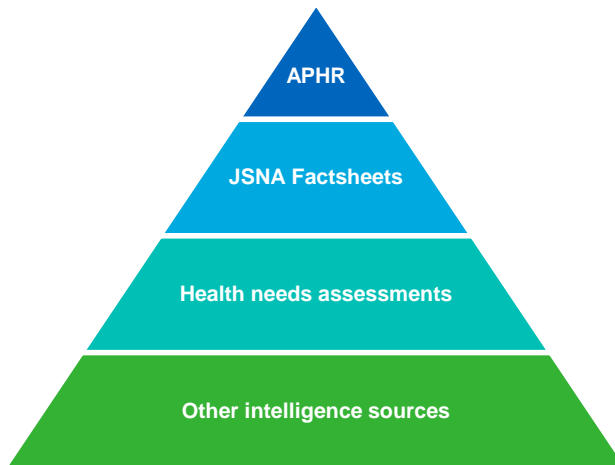 APHR
JSNA Factsheets
Health needs assessments
Other intelligence sources